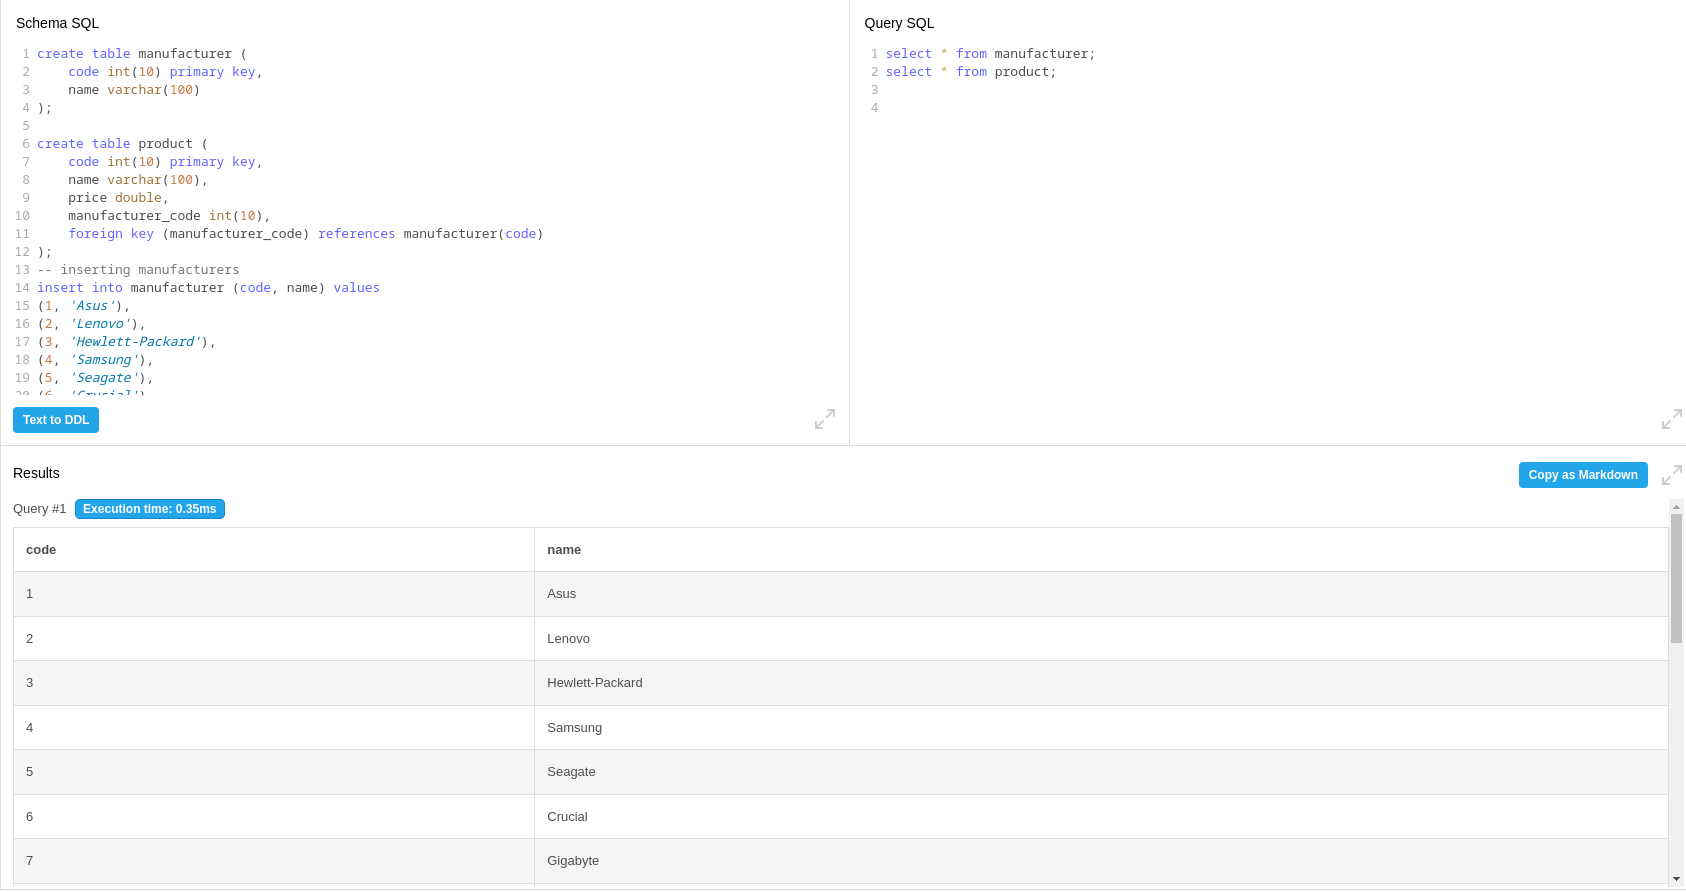 Schema SQL
1 create table manufacturer (
2     code int(10) primary key,
3     name varchar(100)
4 );
5
6 create table product (
7     code int(10) primary key,
8     name varchar(100),
9     price double,
10     manufacturer_code int(10),
11     foreign key (manufacturer_code) references manufacturer(code)
12 );
13 -- inserting manufacturers
14 insert into manufacturer (code, name) values
15 (1, 'Asus'),
16 (2, 'Lenovo'),
17 (3, 'Hewlett-Packard'),
18 (4, 'Samsung'),
19 (5, 'Seagate'),
20 (6, 'Crucial'),
Text to DDL
Query SQL
1 select * from manufacturer;
2 select * from product;
3
4
Results
Copy as Markdown
Query #1 Execution time: 0.35ms
code name
1 Asus
2 Lenovo
3 Hewlett-Packard
4 Samsung
5 Seagate
6 Crucial
7 Gigabyte